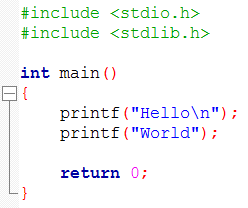 #include <stdio.h>
#include <stdlib.h>

int main()
{
    printf("Hello\n");
    printf("World");

    return 0;
}